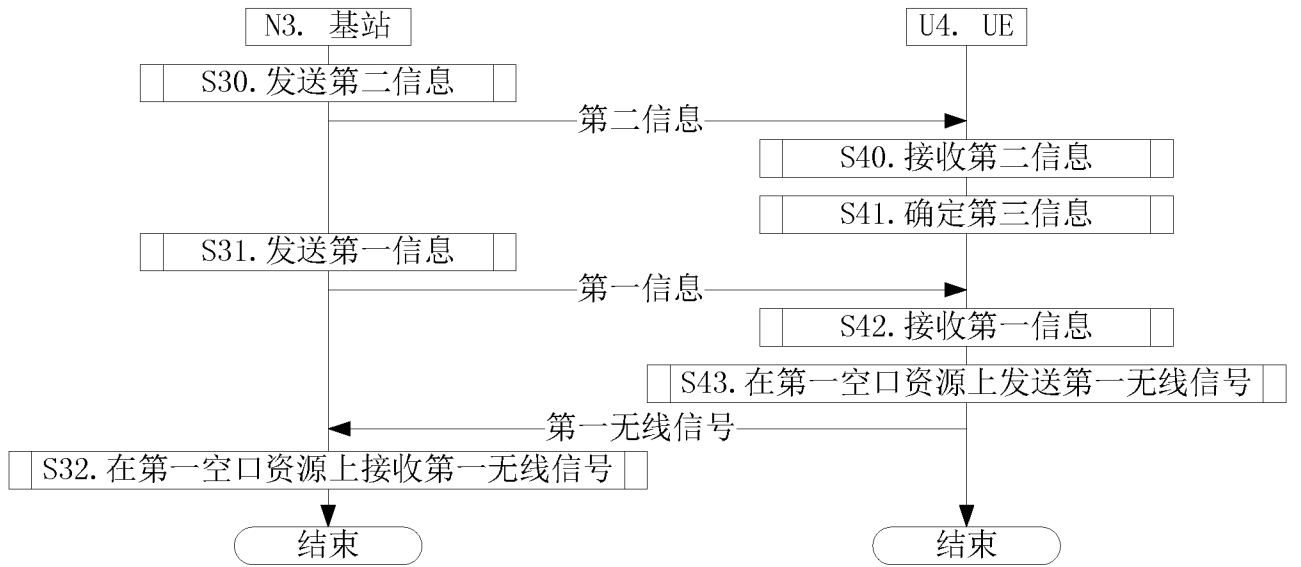 N3. 基站
U4. UE
S30.发送第二信息
第二信息
S40.接收第二信息
S41.确定第三信息
S31.发送第一信息
第一信息
S42.接收第一信息
S43.在第一空口资源上发送第一无线信号
第一无线信号
S32.在第一空口资源上接收第一无线信号
结束
结束